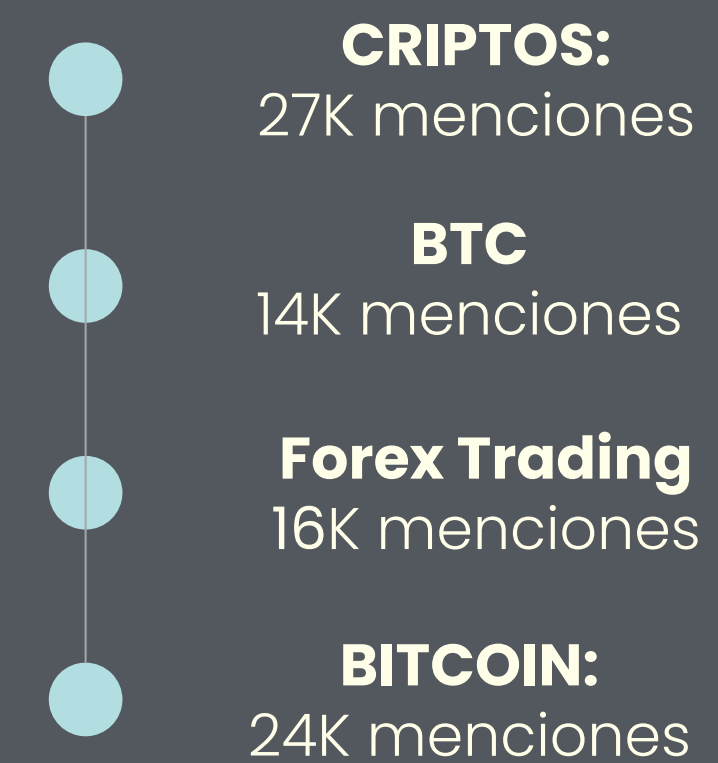 CRIPTOS:
27K menciones
BTC
14K menciones
Forex Trading
16K menciones
BITCOIN:
24K menciones